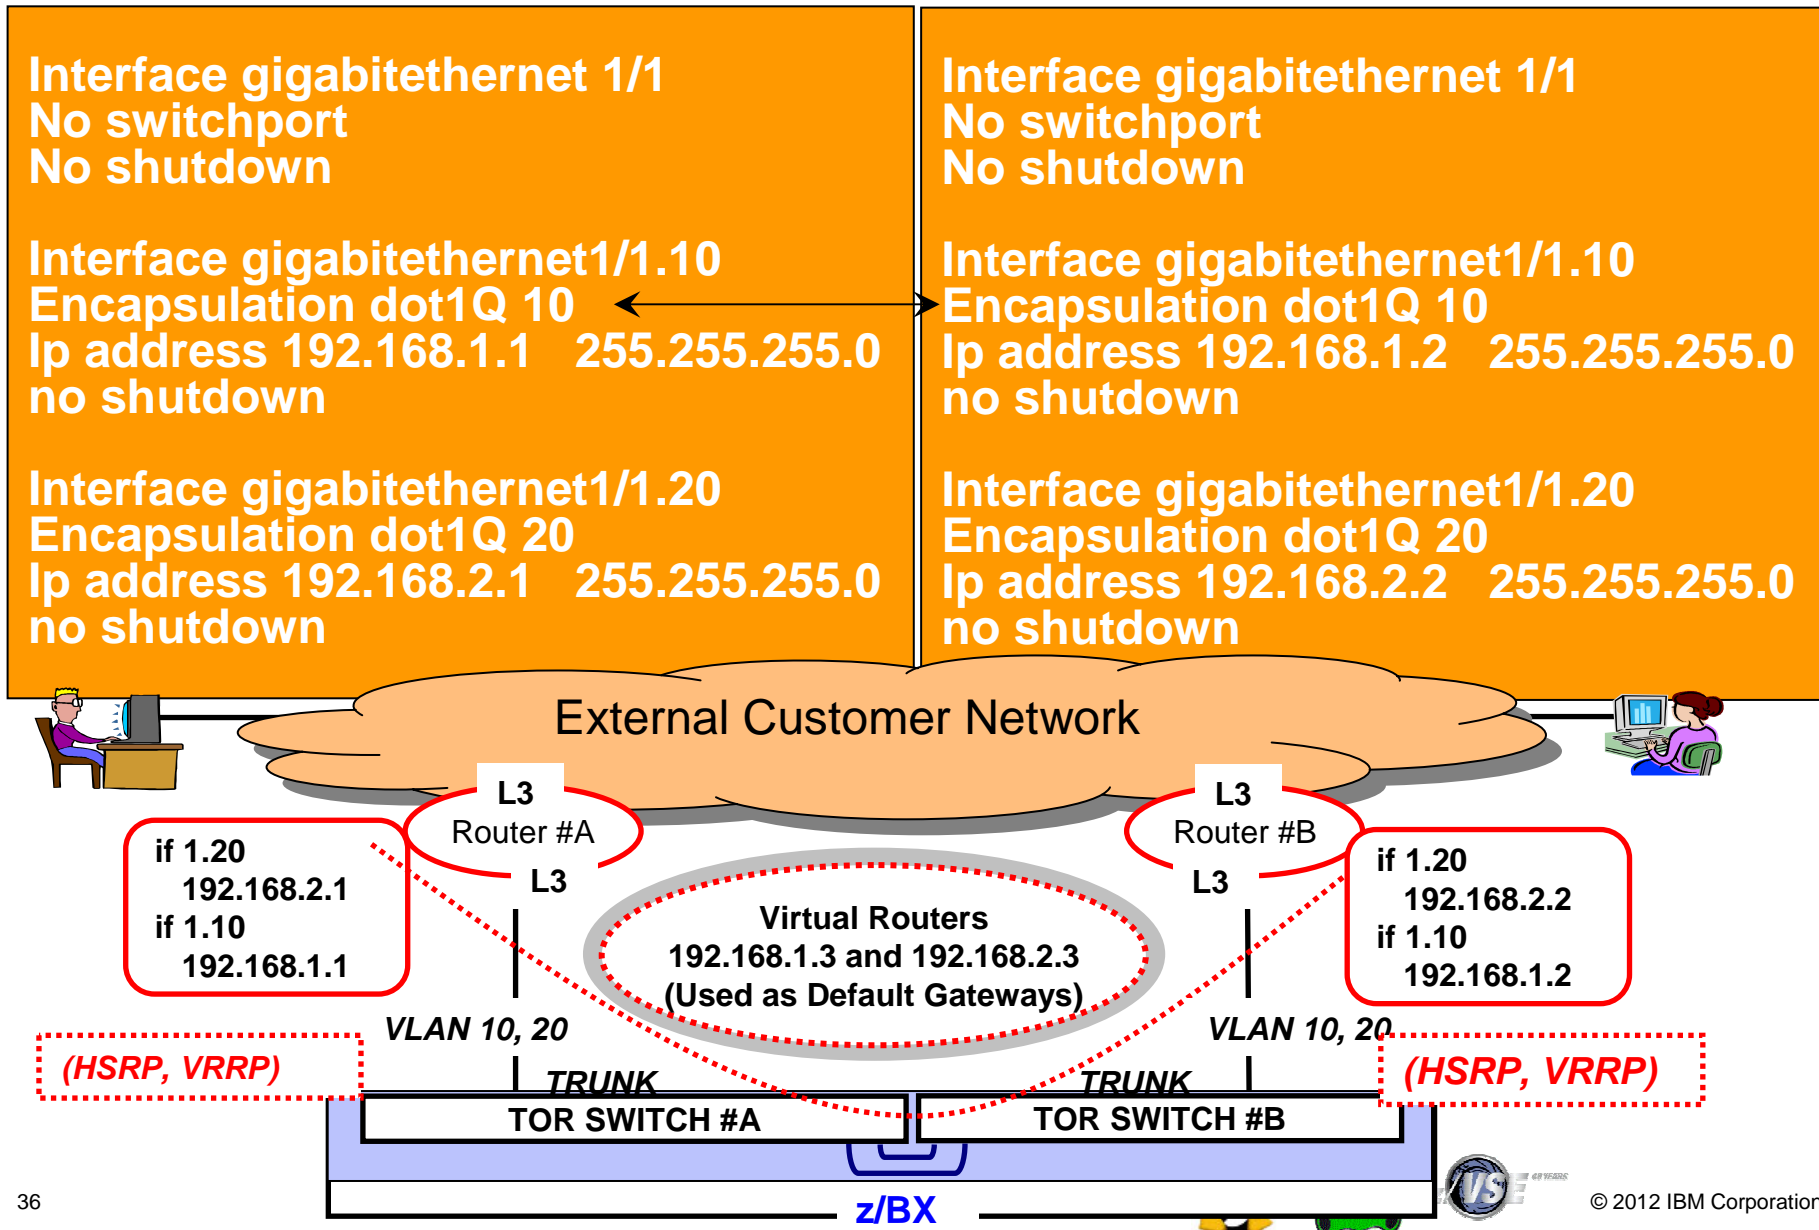 Interface gigabitethernet 1/1
No switchport
No shutdown
Interface gigabitethernet1/1.10
Encapsulation dot1Q 10
Ip address 192.168.1.1 255.255.255.0
no shutdown
Interface gigabitethernet1/1.20
Encapsulation dot1Q 20
Ip address 192.168.2.1 255.255.255.0
no shutdown
Interface gigabitethernet 1/1
No switchport
No shutdown
Interface gigabitethernet1/1.10
Encapsulation dot1Q 10
Ip address 192.168.1.2 255.255.255.0
no shutdown
Interface gigabitethernet1/1.20
Encapsulation dot1Q 20
Ip address 192.168.2.2 255.255.255.0
no shutdown
External Customer Network
L3
Router #A
L3
L3
Router #B
L3
if 1.20
192.168.2.1
if 1.10
192.168.1.1
Virtual Routers
192.168.1.3 and 192.168.2.3
(Used as Default Gateways)
if 1.20
192.168.2.2
if 1.10
192.168.1.2
VLAN 10, 20
VLAN 10, 20
(HSRP, VRRP)
(HSRP, VRRP)
TRUNK
TRUNK
TOR SWITCH #A
TOR SWITCH #B
z/BX
36
VSE
© 2012 IBM Corporation